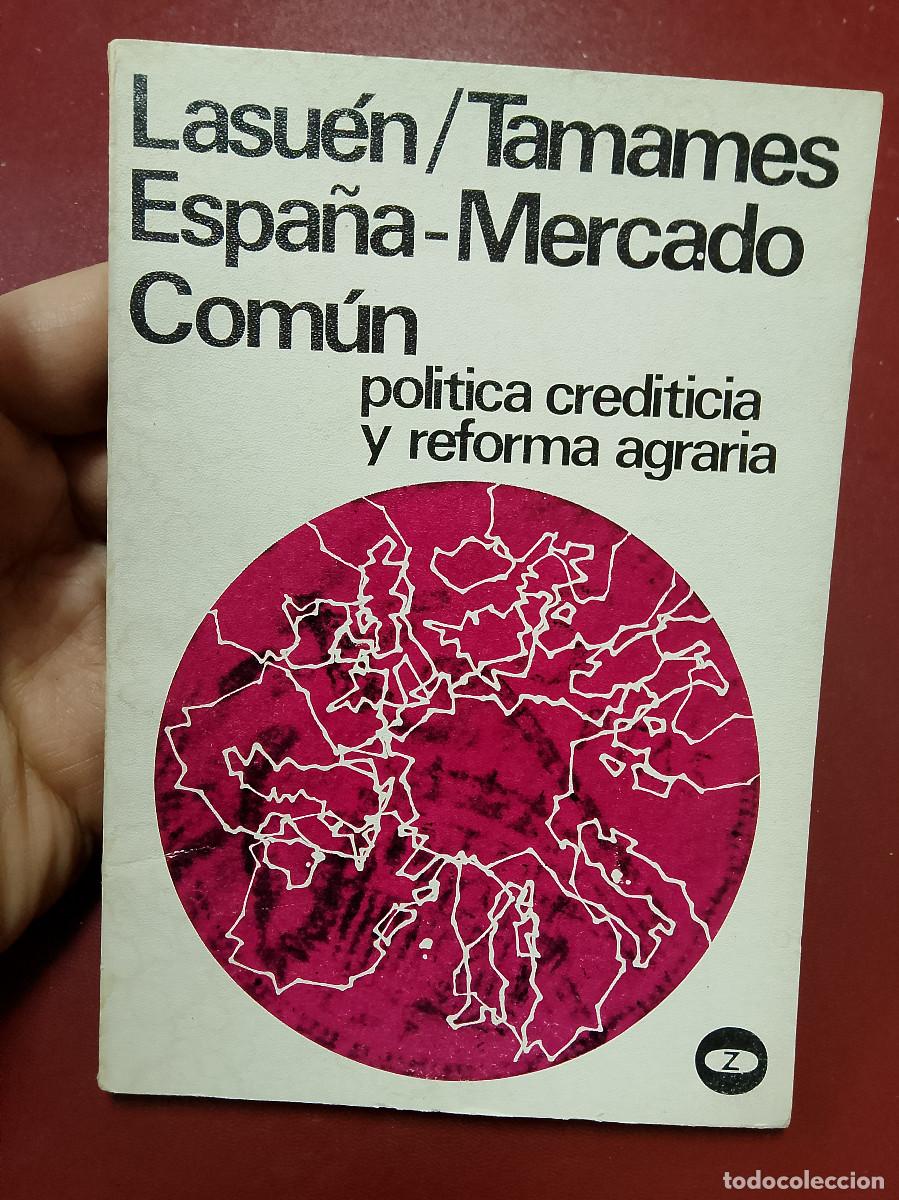 Lasuén/Tamames
España-Mercado
Común
politica crediticia
y reforma agraria
Z
todocoleccion